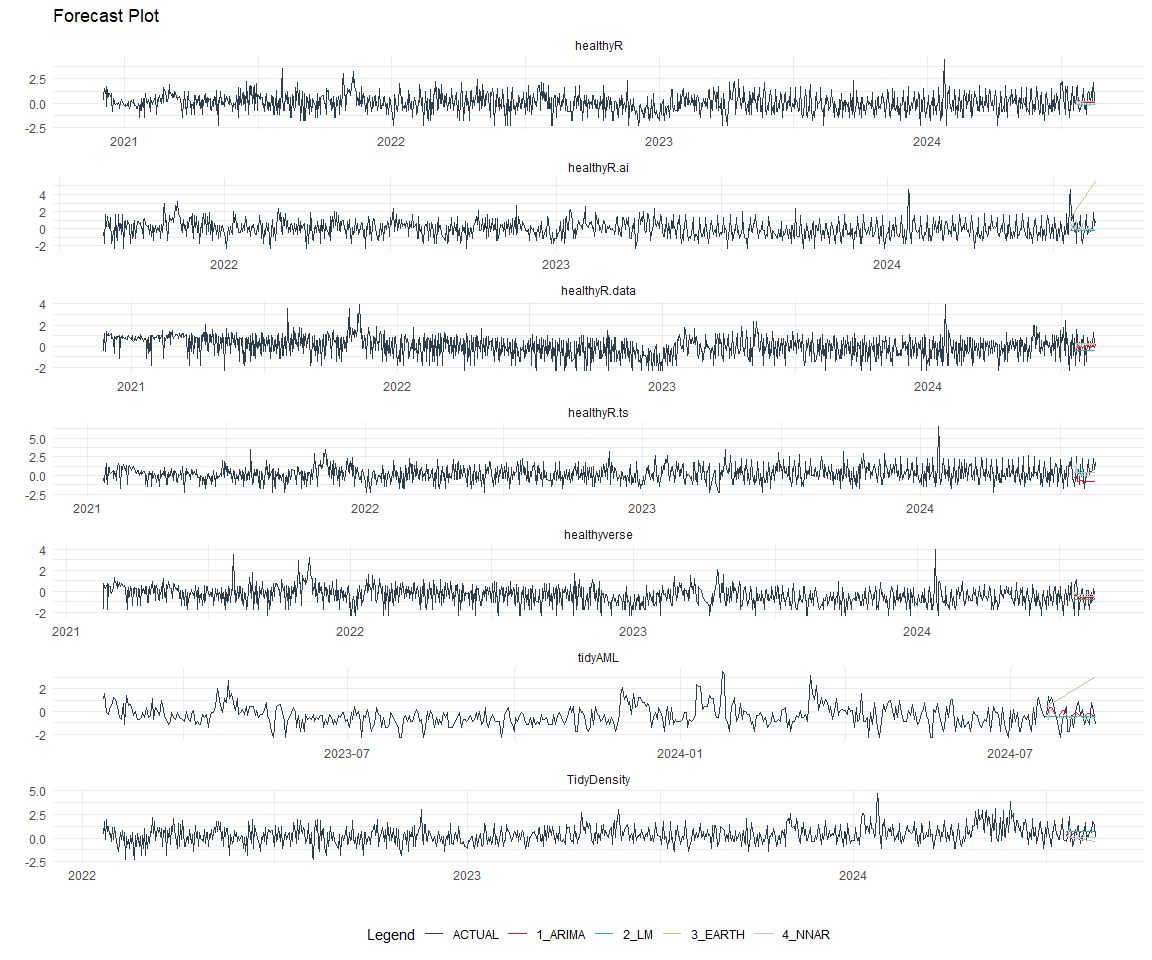 Forecast Plot
healthyR
2.5
0.0
-2.5
2021 2022 2023 2024
healthyR.ai
4
2
0
-2
2022 2023 2024
healthyR.data
4
2
0
-2
2021 2022 2023 2024
healthyR.ts
5.0
2.5
0.0
-2.5
2021 2022 2023 2024
healthyverse
4
2
0
-2
2021 2022 2023 2024
tidyAML
2
0
-2
2023-07 2024-01 2024-07
TidyDensity
5.0
2.5
0.0
-2.5
2022 2023 2024
Legend ACTUAL 1_ARIMA 2_LM 3_EARTH 4_NNAR